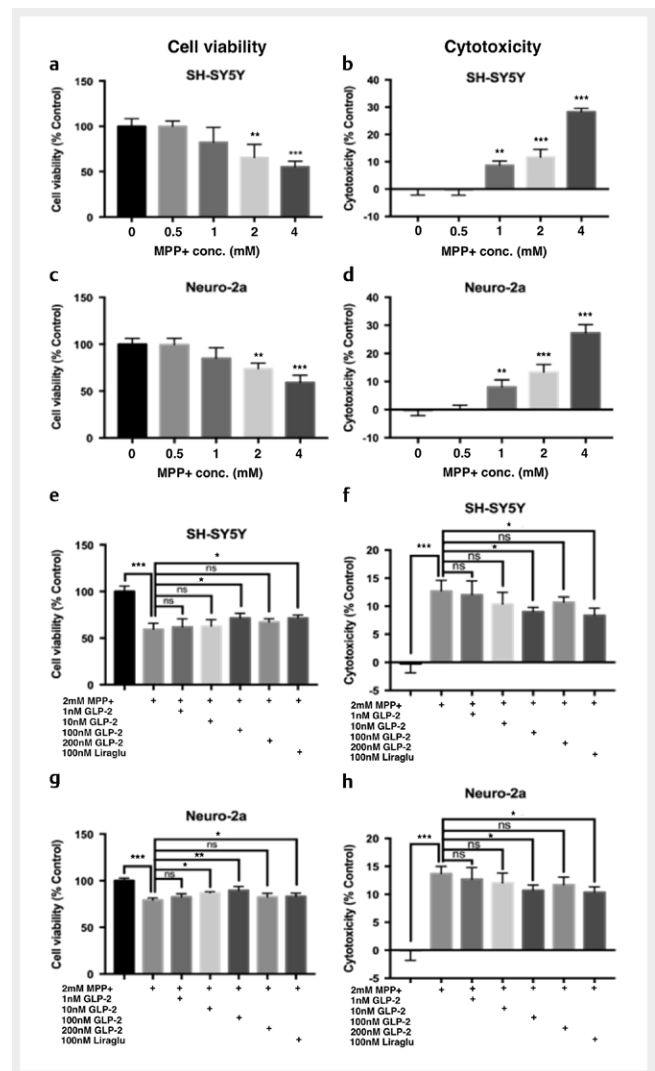 Cell viability
Cytotoxicity
a
SH-SY5Y
Cell viability (% Control)
150
100
50
0
**
***
0 0.5 1 2 4
MPP+ conc. (mM)
b
SH-SY5Y
Cytotoxicity (% Control)
40
30
20
10
0
-10
**
***
***
0 0.5 1 2 4
MPP+ conc. (mM)
c
Neuro-2a
Cell viability (% Control)
150
100
50
0
**
***
0 0.5 1 2 4
MPP+ conc. (mM)
d
Neuro-2a
Cytotoxicity (% Control)
40
30
20
10
0
-10
**
***
***
0 0.5 1 2 4
MPP+ conc. (mM)
e
SH-SY5Y
Cell viability (% Control)
150
100
50
0
*
ns
*
ns
ns
***
2mM MPP+ + + + + + +
1nM GLP-2 +
10nM GLP-2 +
100nM GLP-2 +
200nM GLP-2 +
100nM Liraglu +
f
SH-SY5Y
Cytotoxicity (% Control)
20
15
10
5
0
-5
*
ns
*
ns
ns
***
2mM MPP+ + + + + + +
1nM GLP-2 +
10nM GLP-2 +
100nM GLP-2 +
200nM GLP-2 +
100nM Liraglu +
g
Neuro-2a
Cell viability (% Control)
150
100
50
0
*
ns
**
*
ns
***
2mM MPP+ + + + + + +
1nM GLP-2 +
10nM GLP-2 +
100nM GLP-2 +
200nM GLP-2 +
100nM Liraglu +
h
Neuro-2a
Cytotoxicity (% Control)
20
15
10
5
0
-5
*
ns
*
ns
ns
***
2mM MPP+ + + + + + +
1nM GLP-2 +
10nM GLP-2 +
100nM GLP-2 +
200nM GLP-2 +
100nM Liraglu +